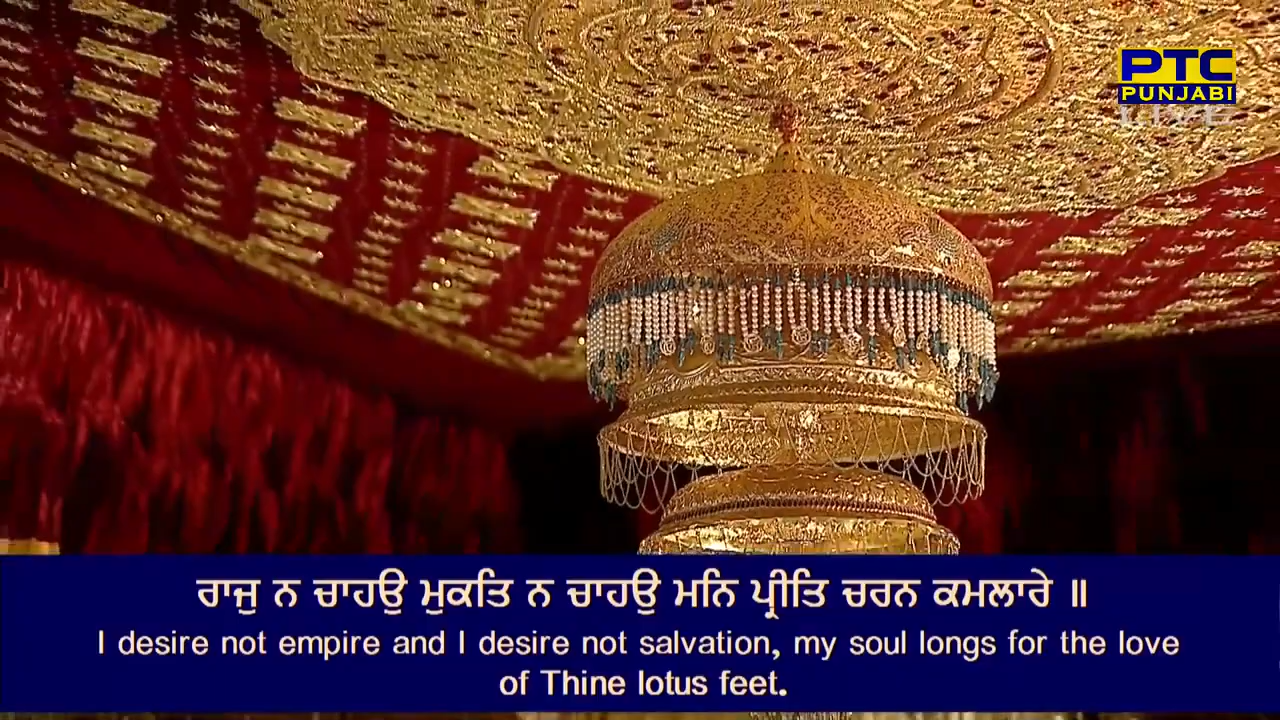 PTC
PUNJABI
LIVE
ਰਾਜੁ ਨ ਚਾਹਉ ਮੁਕਤਿ ਨ ਚਾਹਉ ਮਨਿ ਪ੍ਰੀਤਿ ਚਰਨ ਕਮਲਾਰੇ ॥
I desire not empire and I desire not salvation, my soul longs for the love
of Thine lotus feet.